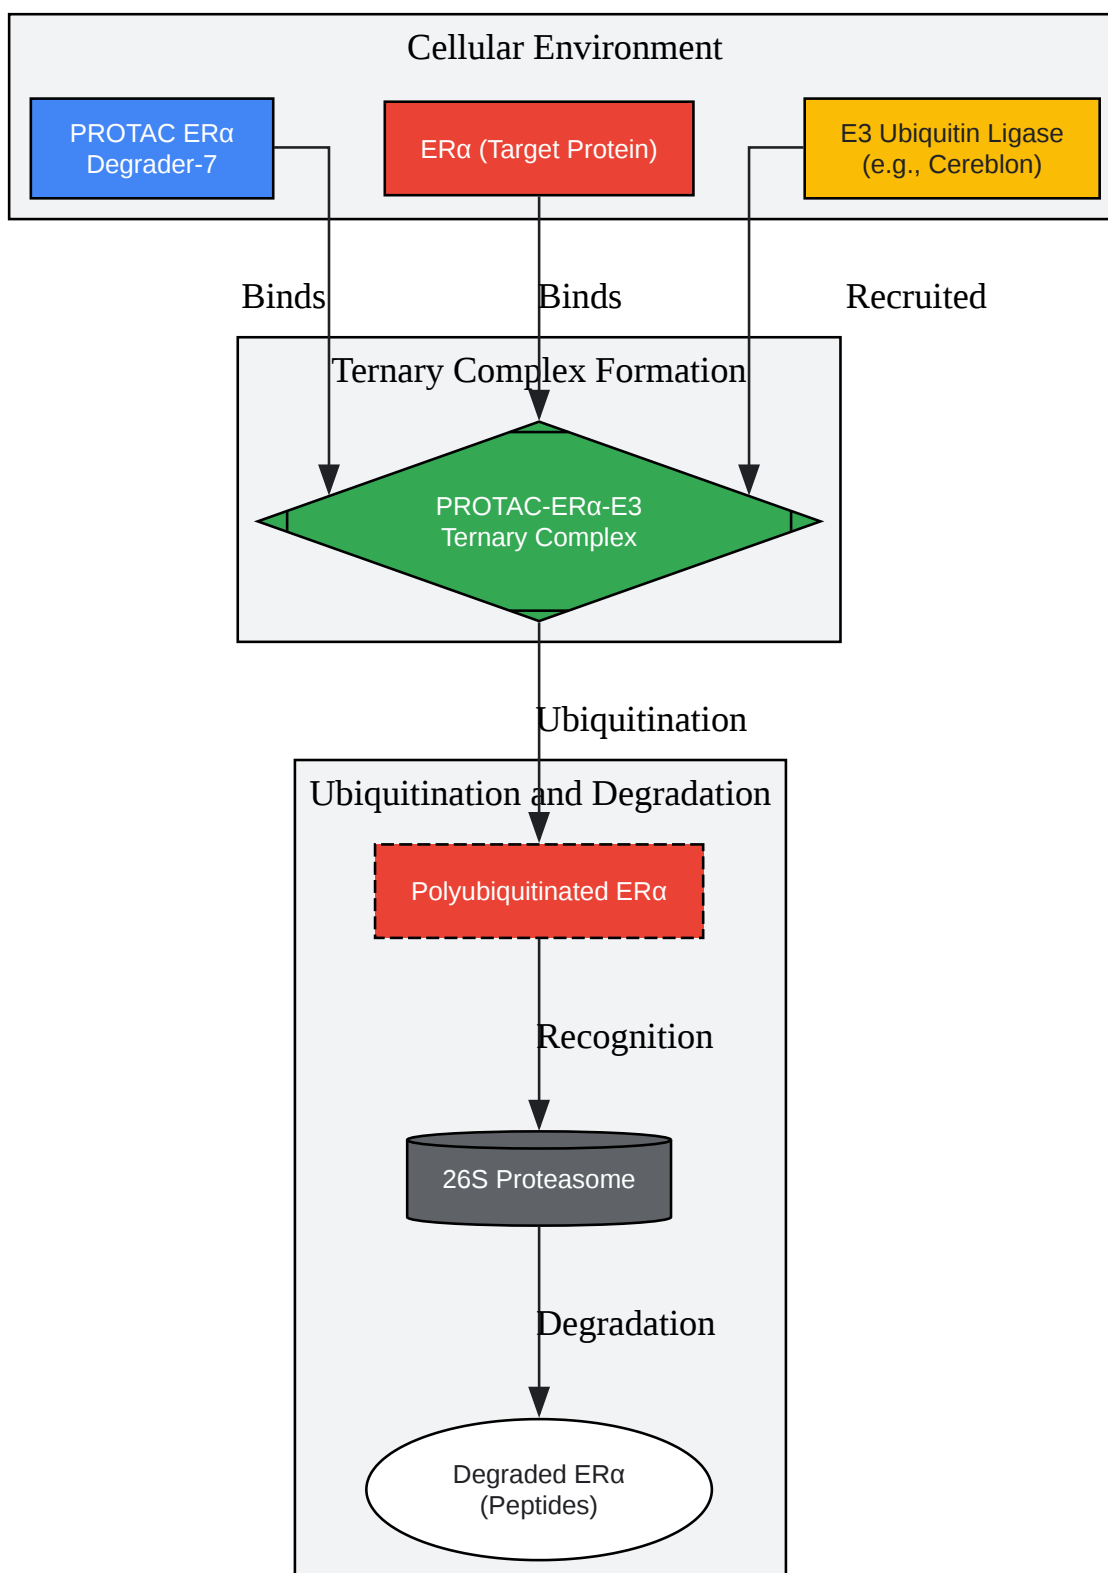 Cellular Environment
PROTAC ERα
Degrader-7
ERα (Target Protein)
E3 Ubiquitin Ligase
(e.g., Cereblon)
Binds
Binds
Recruited
Ternary Complex Formation
PROTAC-ERα-E3
Ternary Complex
Ubiquitination
Ubiquitination and Degradation
Polyubiquitinated ERα
Recognition
26S Proteasome
Degradation
Degraded ERα
(Peptides)